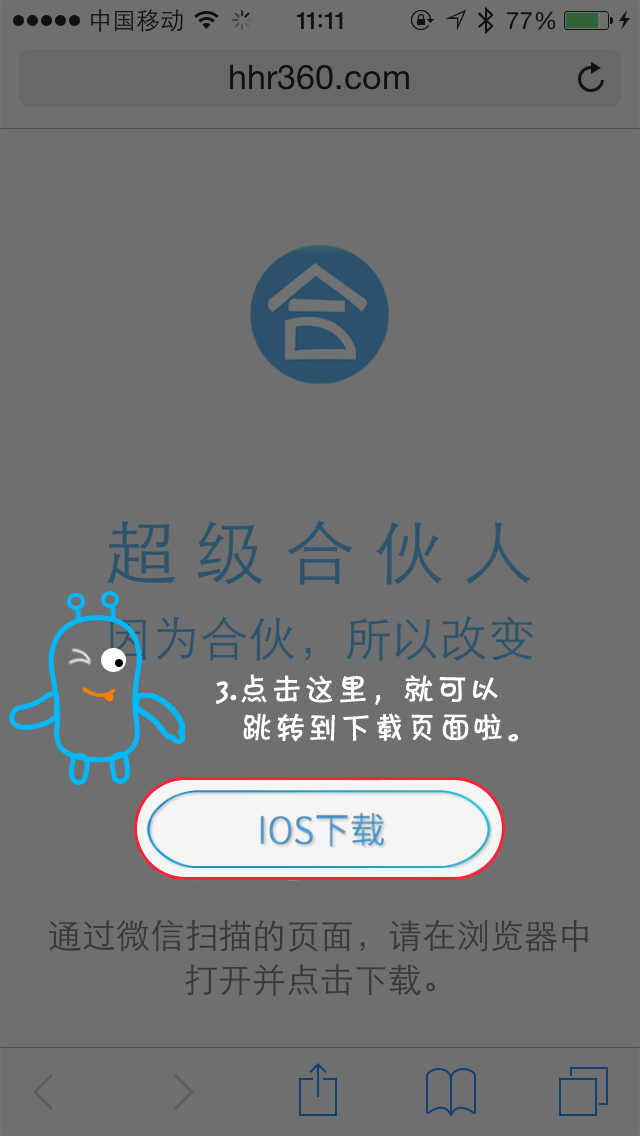 中国移动 11:11 77%
hhr360.com
合
超级合伙人
因为合伙，所以改变
3.点击这里，就可以
跳转到下载页面啦。
IOS下载
通过微信扫描的页面，请在浏览器中
打开并点击下载。